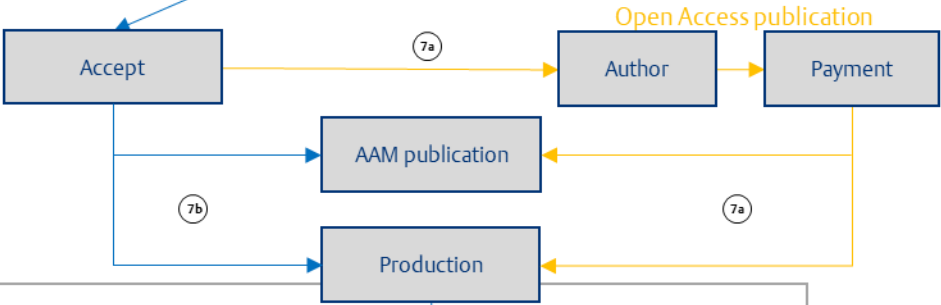 Open Access publication
7a
Accept
Author
Payment
AAM publication
7b
7a
Production